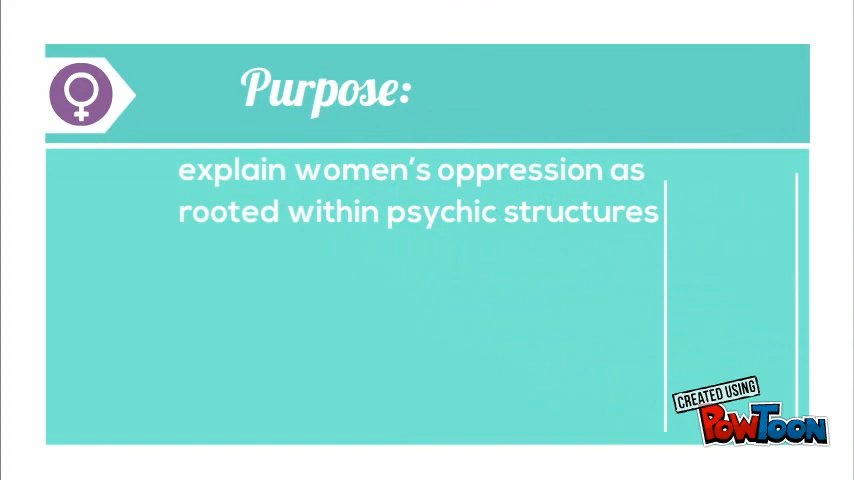 Purpose:
explain women's oppression as
rooted within psychic structures
CREATED USING
POWTOON